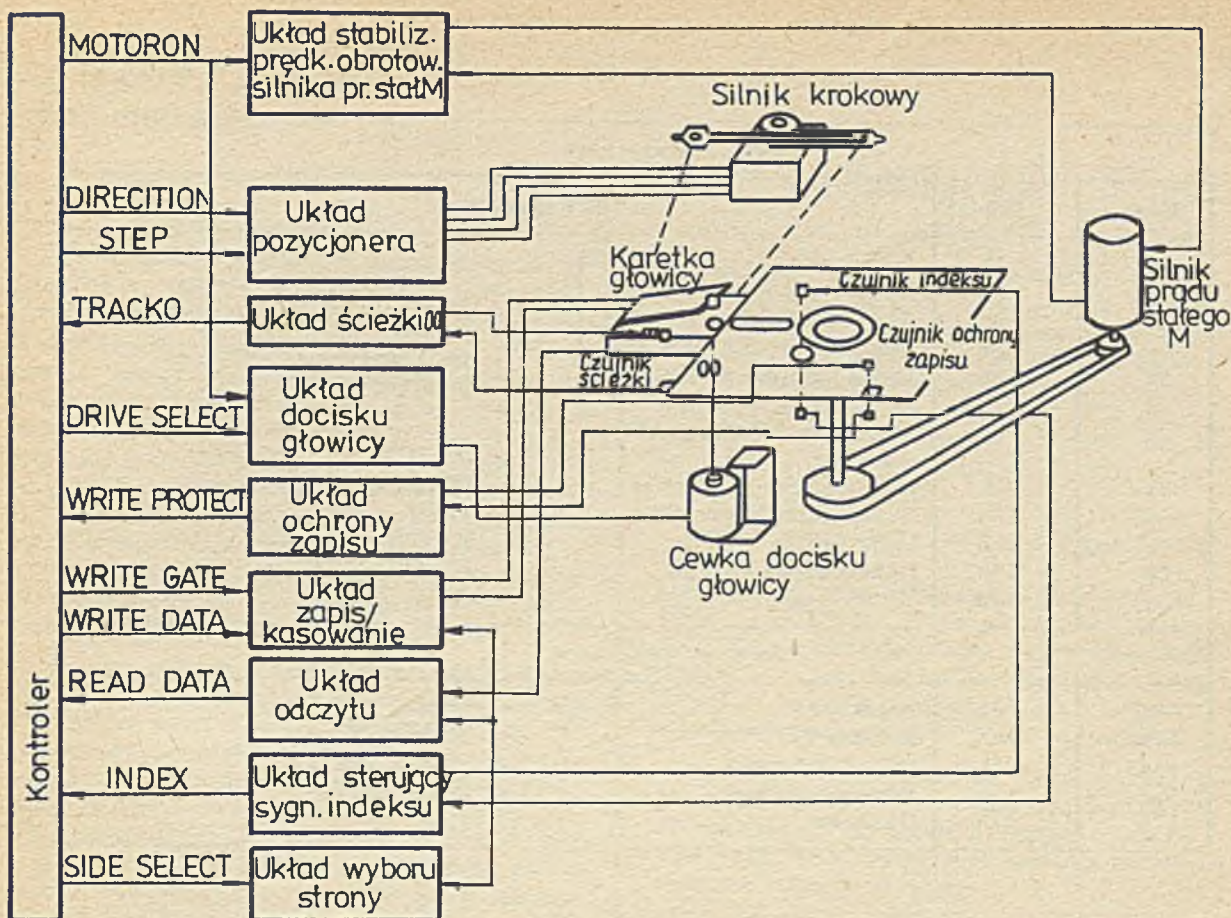 MOTORON
Układ stabiliz.
prędk. obrotow.
silnika pr. stał M
Silnik krokowy
DIRECITION
STEP
Układ
pozycjonera
Karetka
głowicy
Czujnik indeksu
Silnik
prądu
stałego
M
TRACKO
Układ ścieżki 00
Czujnik ochrony
zapisu
Czujnik
ścieżki
DRIVE SELECT
Układ
docisku
głowicy
WRITE PROTECT
Układ
ochrony
zapisu
Cewka docisku
głowicy
WRITE GATE
WRITE DATA
Układ
zapis/
kasowanie
READ DATA
Układ
odczytu
Kontroler
INDEX
Układ sterujący
sygn. indeksu
SIDE SELECT
Układ wyboru
strony